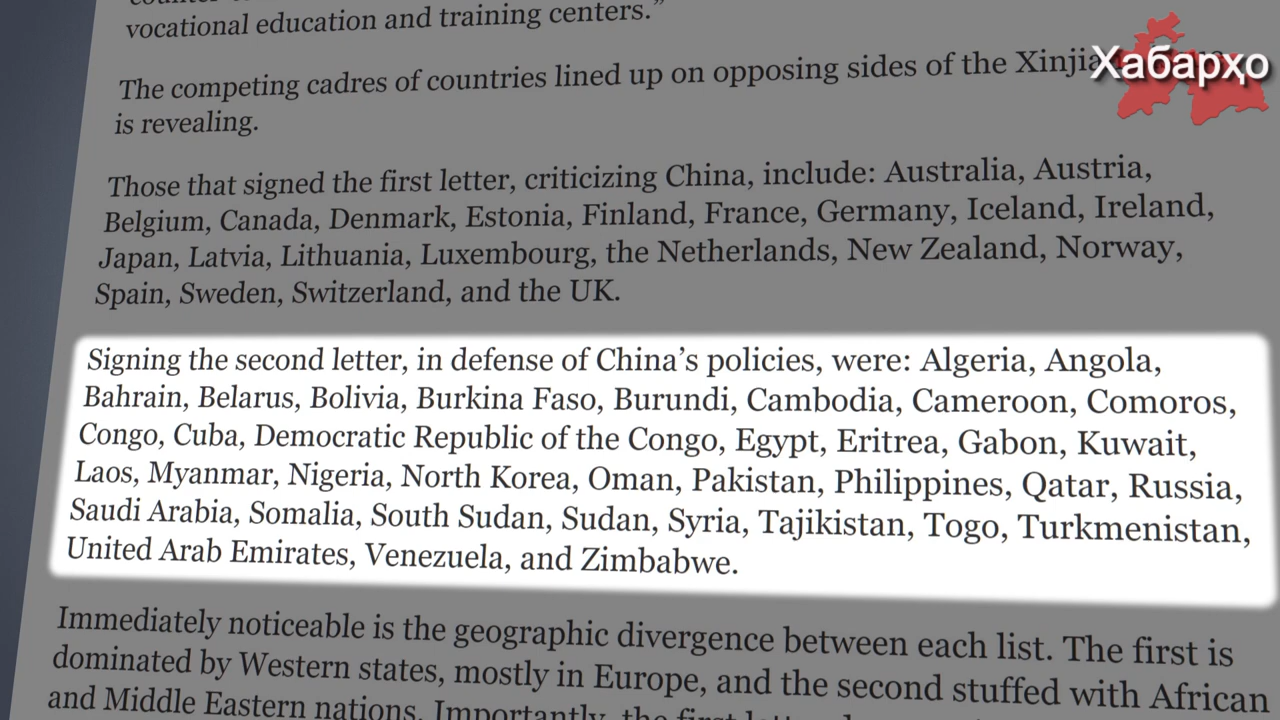 vocational education and training centers.”
The competing cadres of countries lined up on opposing sides of the
Хабарҳо
is revealing.
Those that signed the first letter, criticizing China, include: Australia, Austria,
Belgium, Canada, Denmark, Estonia, Finland, France, Germany, Iceland, Ireland,
Japan, Latvia, Lithuania, Luxembourg, the Netherlands, New Zealand, Norway,
Spain, Sweden, Switzerland, and the UK.
Signing the second letter, in defense of China’s policies, were: Algeria, Angola,
Bahrain, Belarus, Bolivia, Burkina Faso, Burundi, Cambodia, Cameroon, Comoros,
Congo, Cuba, Democratic Republic of the Congo, Egypt, Eritrea, Gabon, Kuwait,
Laos, Myanmar, Nigeria, North Korea, Oman, Pakistan, Philippines, Qatar, Russia,
Saudi Arabia, Somalia, South Sudan, Sudan, Syria, Tajikistan, Togo, Turkmenistan,
United Arab Emirates, Venezuela, and Zimbabwe.
Immediately noticeable is the geographic divergence between each list. The first is
dominated by Western states, mostly in Europe, and the second stuffed with African
and Middle Eastern nations. Importantly, the first